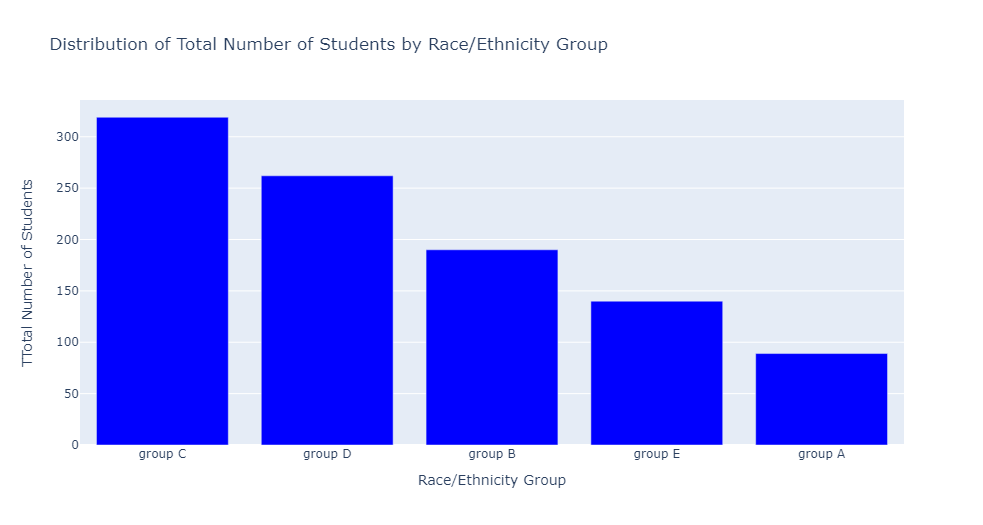 Distribution of Total Number of Students by Race/Ethnicity Group
TTotal Number of Students
300
250
200
150
100
50
0
group C
group D
group B
group E
group A
Race/Ethnicity Group